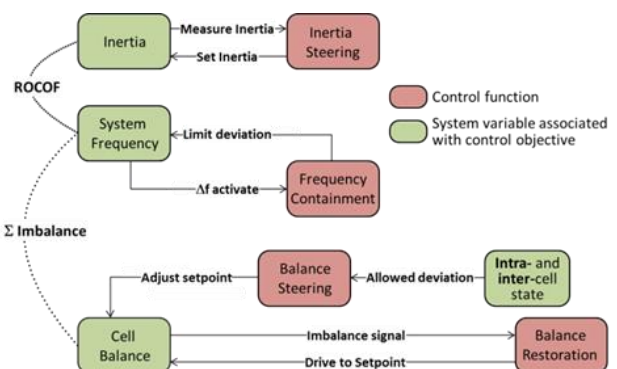 Measure Inertia
Inertia
Inertia
Steering
Set Inertia
ROCOF
Control function
System variable associated
with control objective
System
Frequency
Limit deviation
Δf activate
Frequency
Containment
Σ Imbalance
Adjust setpoint
Balance
Steering
Allowed deviation
Intra- and
inter-cell
state
Cell
Balance
Imbalance signal
Drive to Setpoint
Balance
Restoration